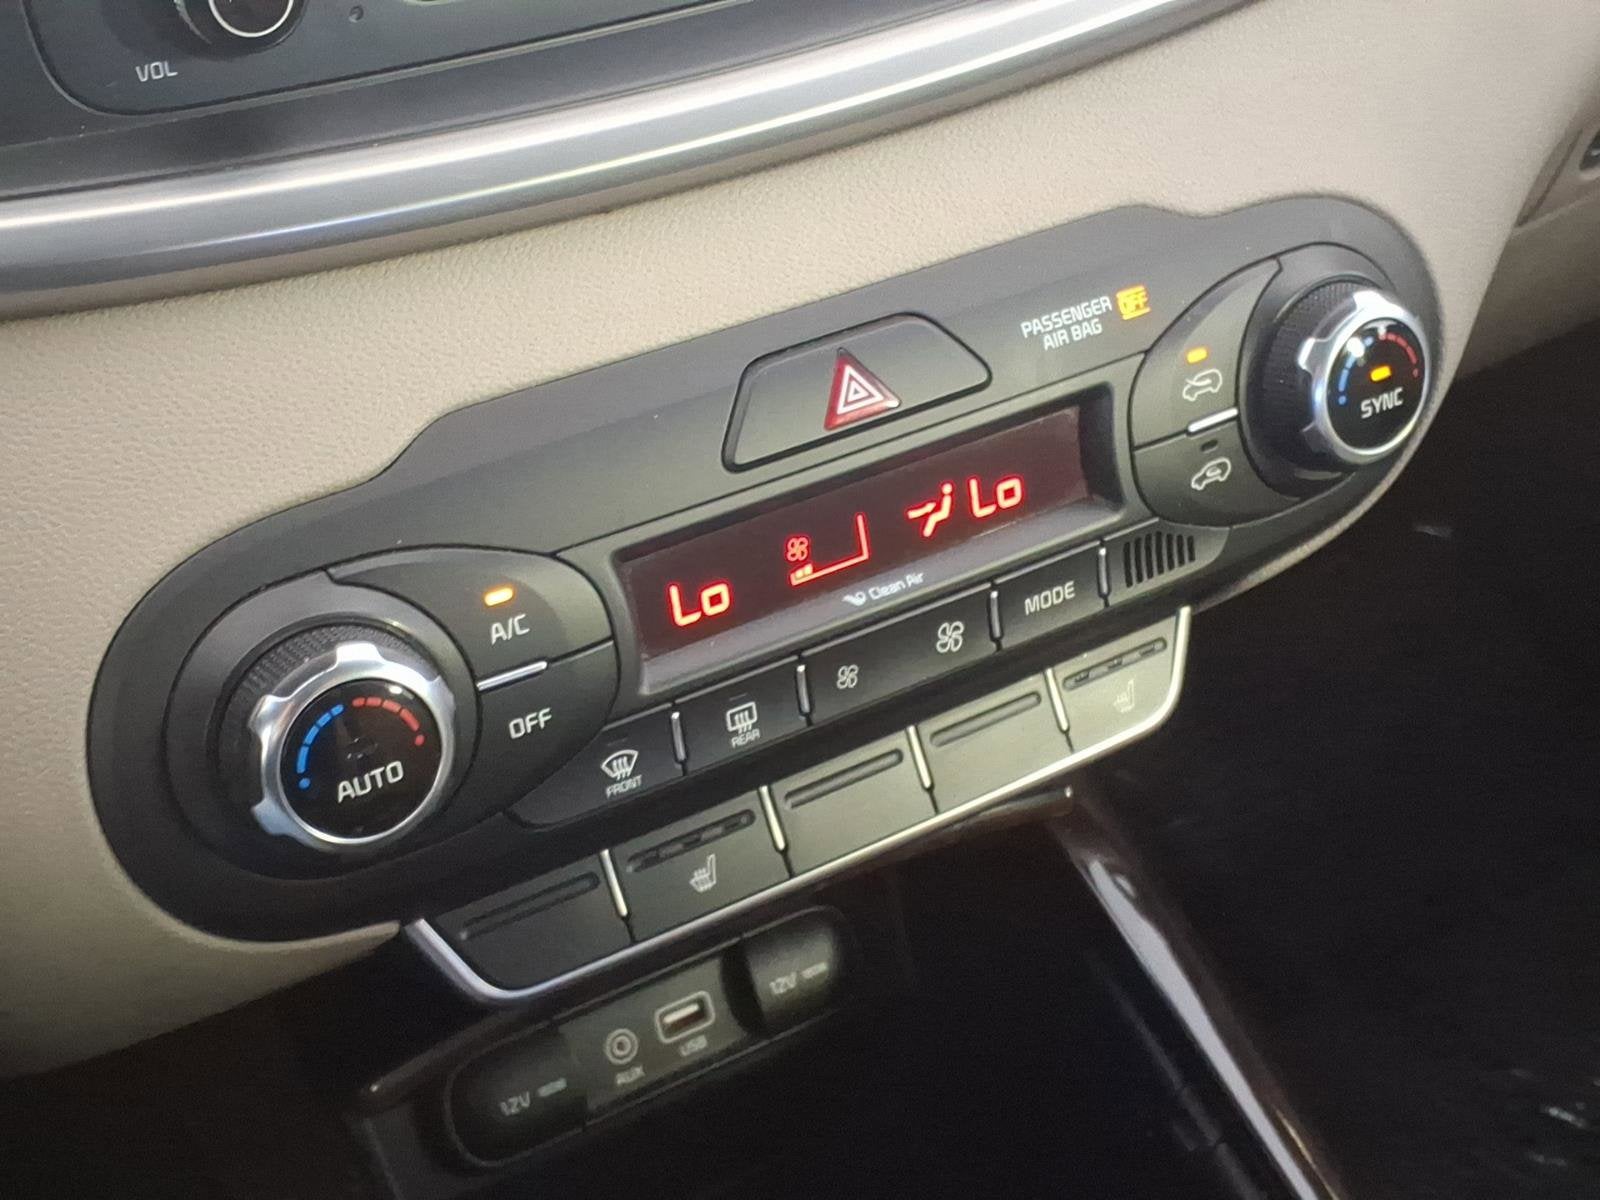 VOL
PASSENGER OFF
AIR BAG
SYNC
Lo Lo
Clean Air
A/C
MODE
OFF
AUTO
REAR
FRONT
12V
USB
AUX
12V